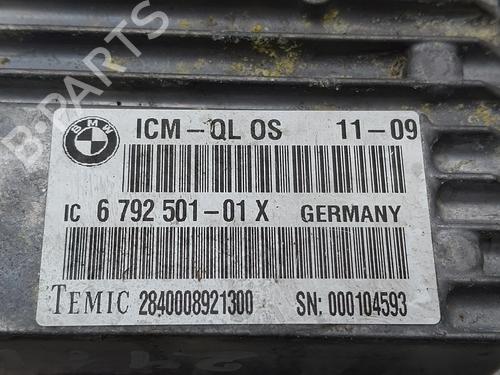 B-PARTS
BMW
ICM-QL OS 11-09
IC 6 792 501-01 X GERMANY
TEMIC 2840008921300 SN: 000104593